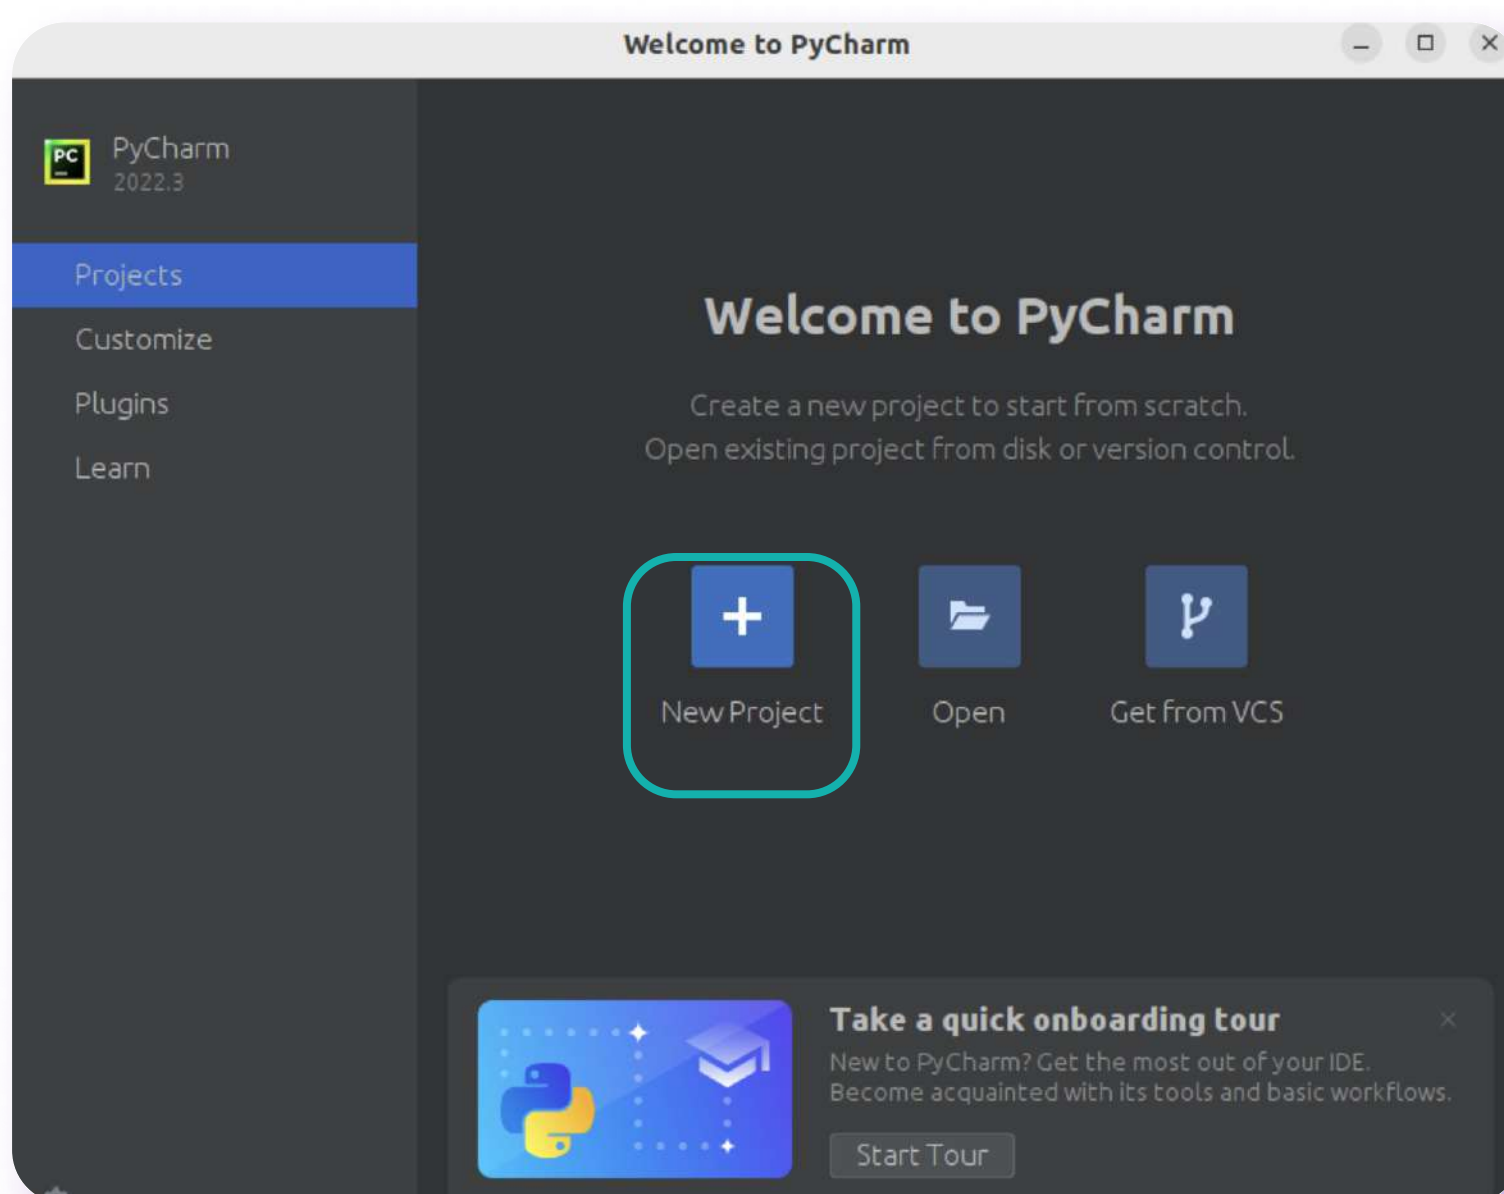 Welcome to PyCharm
PC
PyCharm
2022.3
Projects
Customize
Plugins
Learn
Welcome to PyCharm
Create a new project to start from scratch.
Open existing project from disk or version control.
New Project
Open
Get from VCS
Take a quick onboarding tour
New to PyCharm? Get the most out of your IDE.
Become acquainted with its tools and basic workflows.
Start Tour